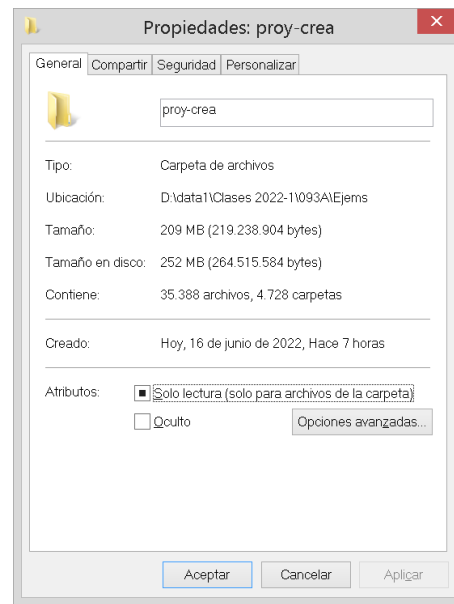 Propiedades: proy-crea
General Compartir Seguridad Personalizar
proy-crea
Tipo: Carpeta de archivos
Ubicación: D:\data1\Clases 2022-1\093A\Ejems
Tamaño: 209 MB (219.238.904 bytes)
Tamaño en disco: 252 MB (264.515.584 bytes)
Contiene: 35.388 archivos, 4.728 carpetas
Creado: Hoy, 16 de junio de 2022, Hace 7 horas
Atributos: Solo lectura (solo para archivos de la carpeta)
Oculto Opciones avanzadas...
Aceptar Cancelar Aplicar